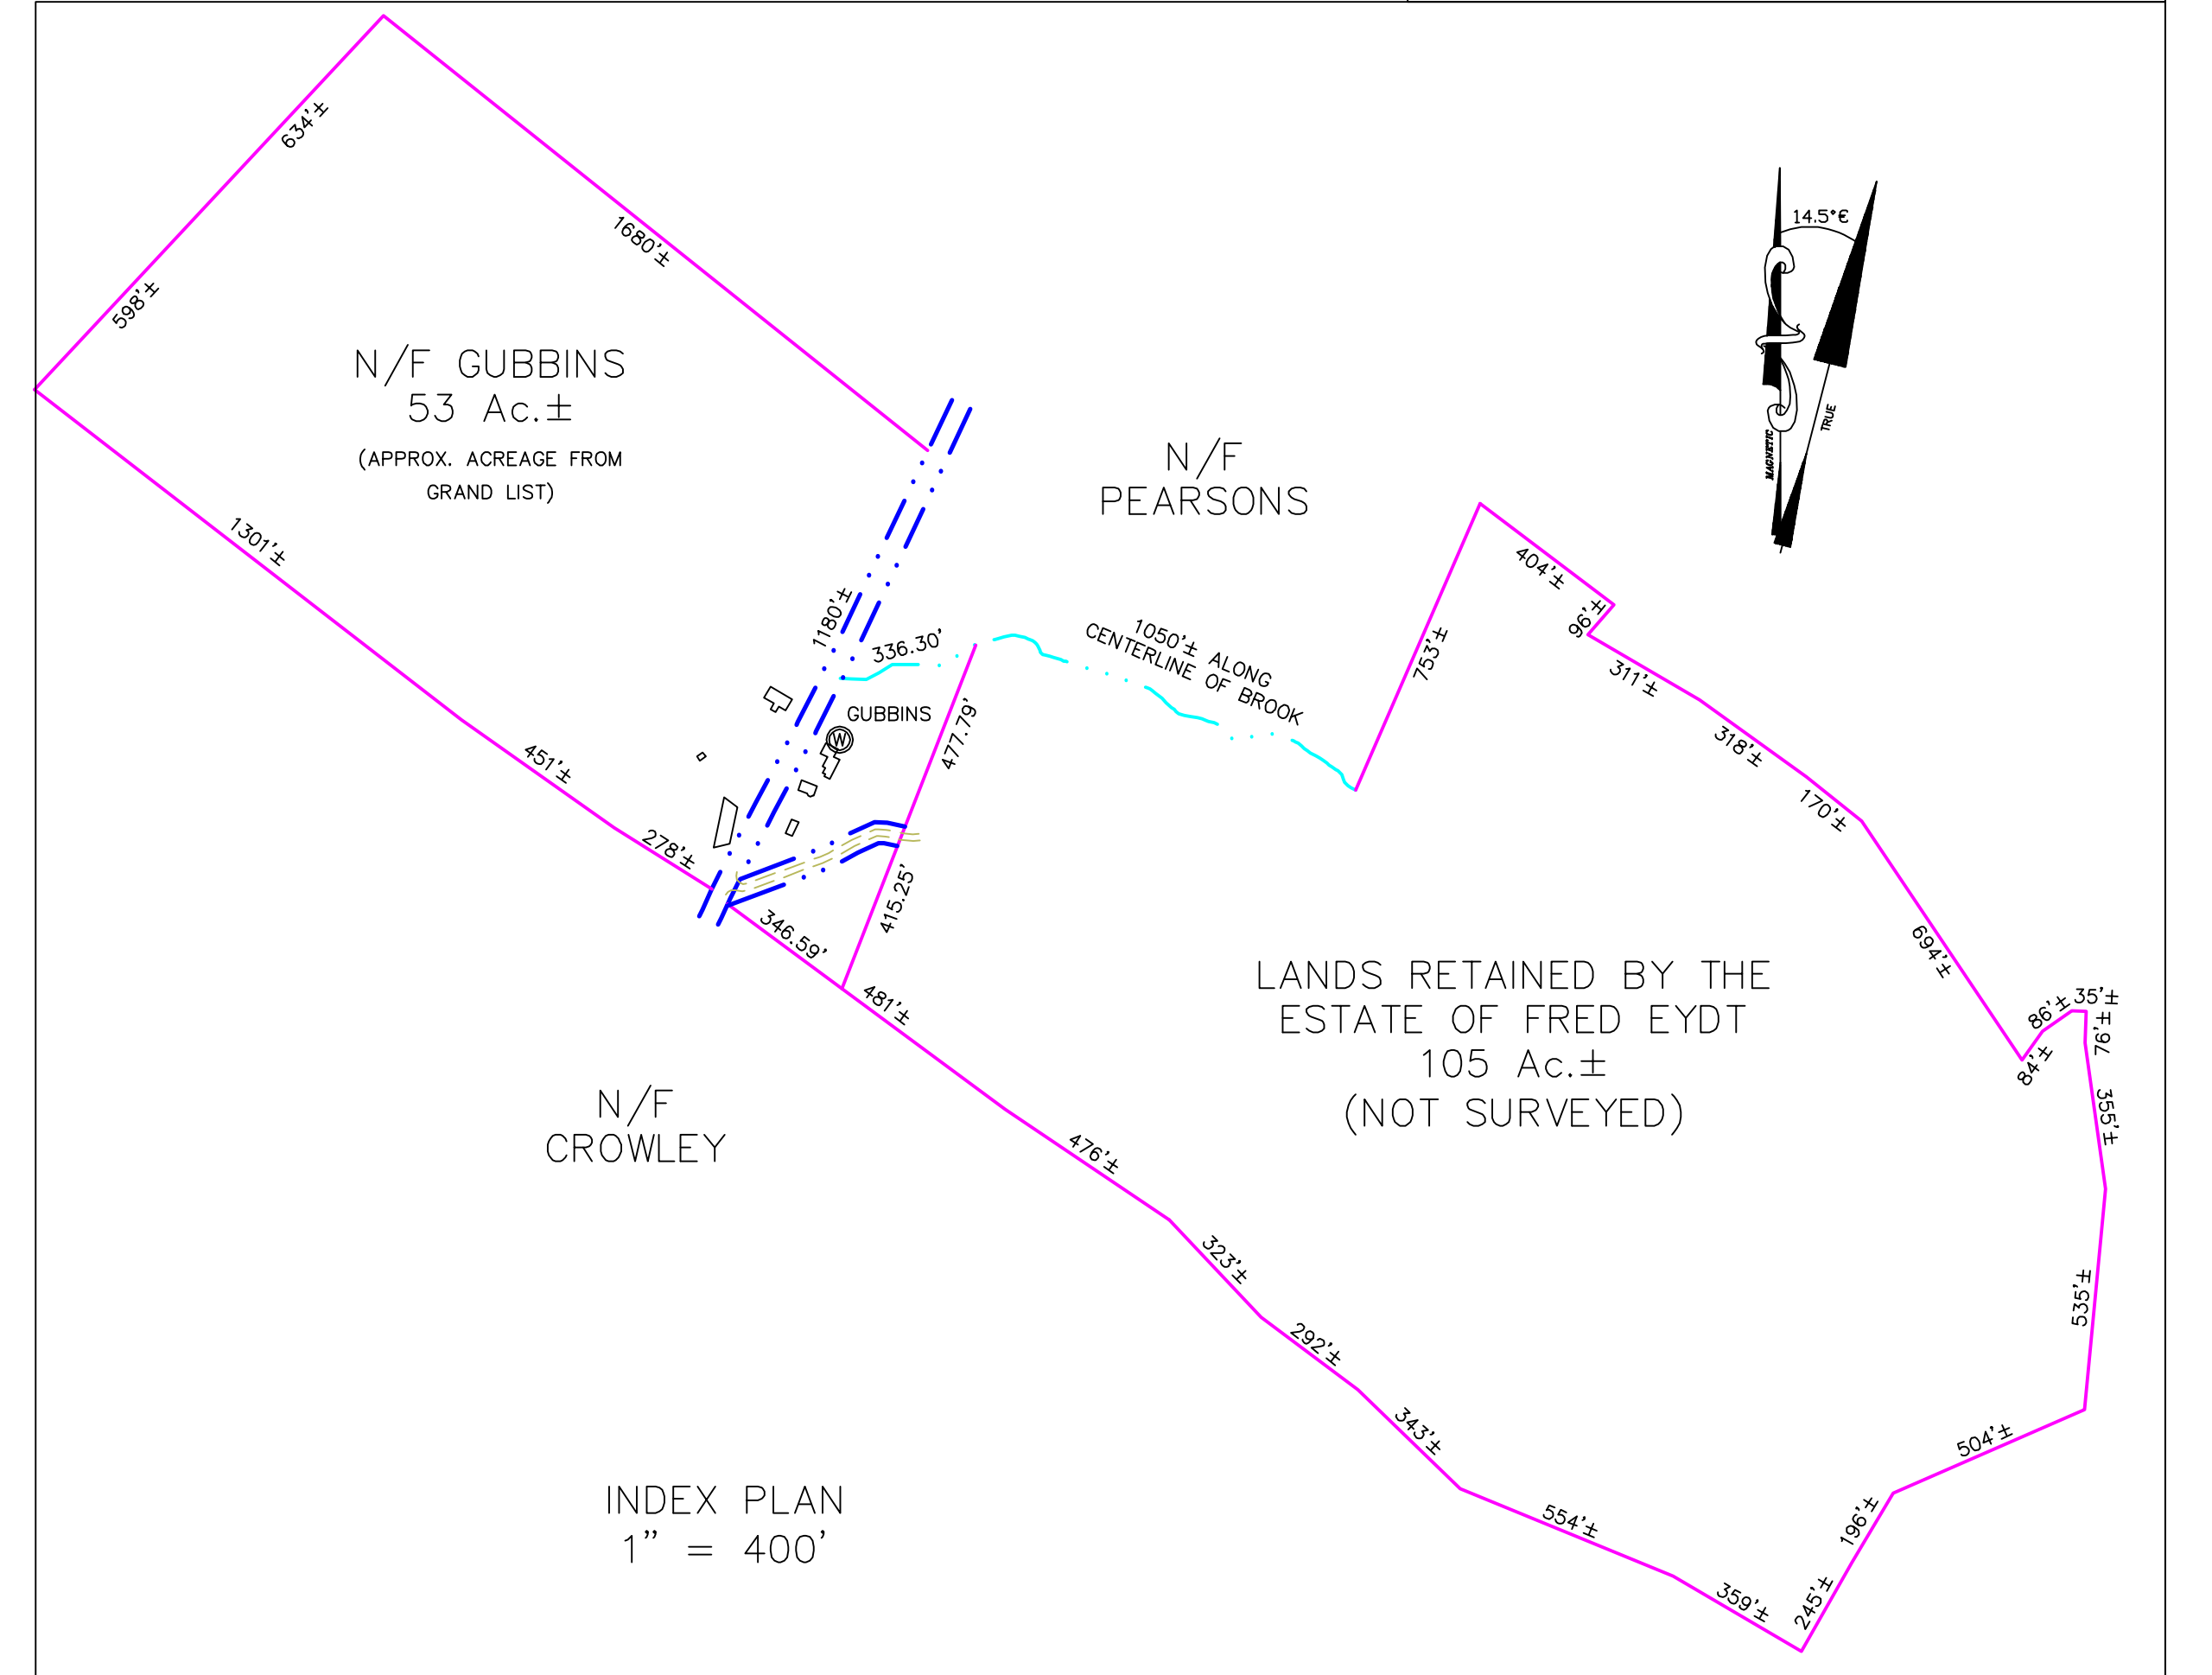 634'±
598'±
1680'±
N/F GUBBINS
53 Ac.±
(APPROX. ACREAGE FROM
GRAND LIST)
1301'±
451'±
278'±
1180'±
336.30'
GUBBINS
W
477.79'
415.25'
346.59'
N/F
PEARSONS
1050'± ALONG
CENTERLINE OF BROOK
753'±
404'±
96'±
311'±
318'±
170'±
694'±
84'±
86'±
35'±
76'±
355'±
535'±
504'±
196'±
245'±
359'±
554'±
343'±
292'±
323'±
476'±
481'±
14.5°€
MAGNETIC
TRUE
LANDS RETAINED BY THE
ESTATE OF FRED EYDT
105 Ac.±
(NOT SURVEYED)
N/F
CROWLEY
INDEX PLAN
1" = 400'